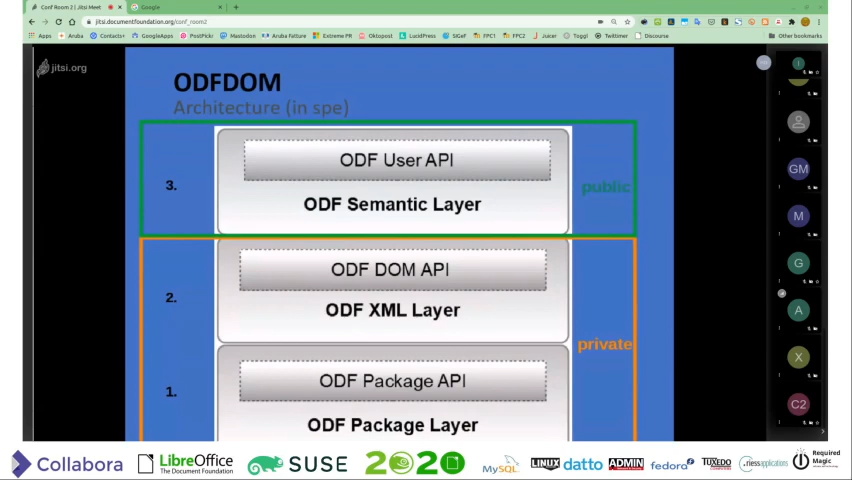 Conf Room 2 | Jitsi Meet
Google
jitsi.documentfoundation.org/conf_room2
Apps
Aruba
Contacts+
GoogleApps
PostPickr
Mastodon
Aruba Fatture
Extreme PR
Oktopost
LucidPress
SIGeF
FPC1
FPC2
Juicer
Toggl
Twittimer
Discourse
Other bookmarks
jitsi.org
ODFDOM
Architecture (in spe)
3.
ODF User API
ODF Semantic Layer
public
2.
ODF DOM API
ODF XML Layer
private
1.
ODF Package API
ODF Package Layer
I
GM
M
G
A
X
C2
Collabora
LibreOffice
The Document Foundation
SUSE
2020
MySQL
LINUX
datto
ADMIN
fedora
TUXEDO
riessapplications
Required
Magic